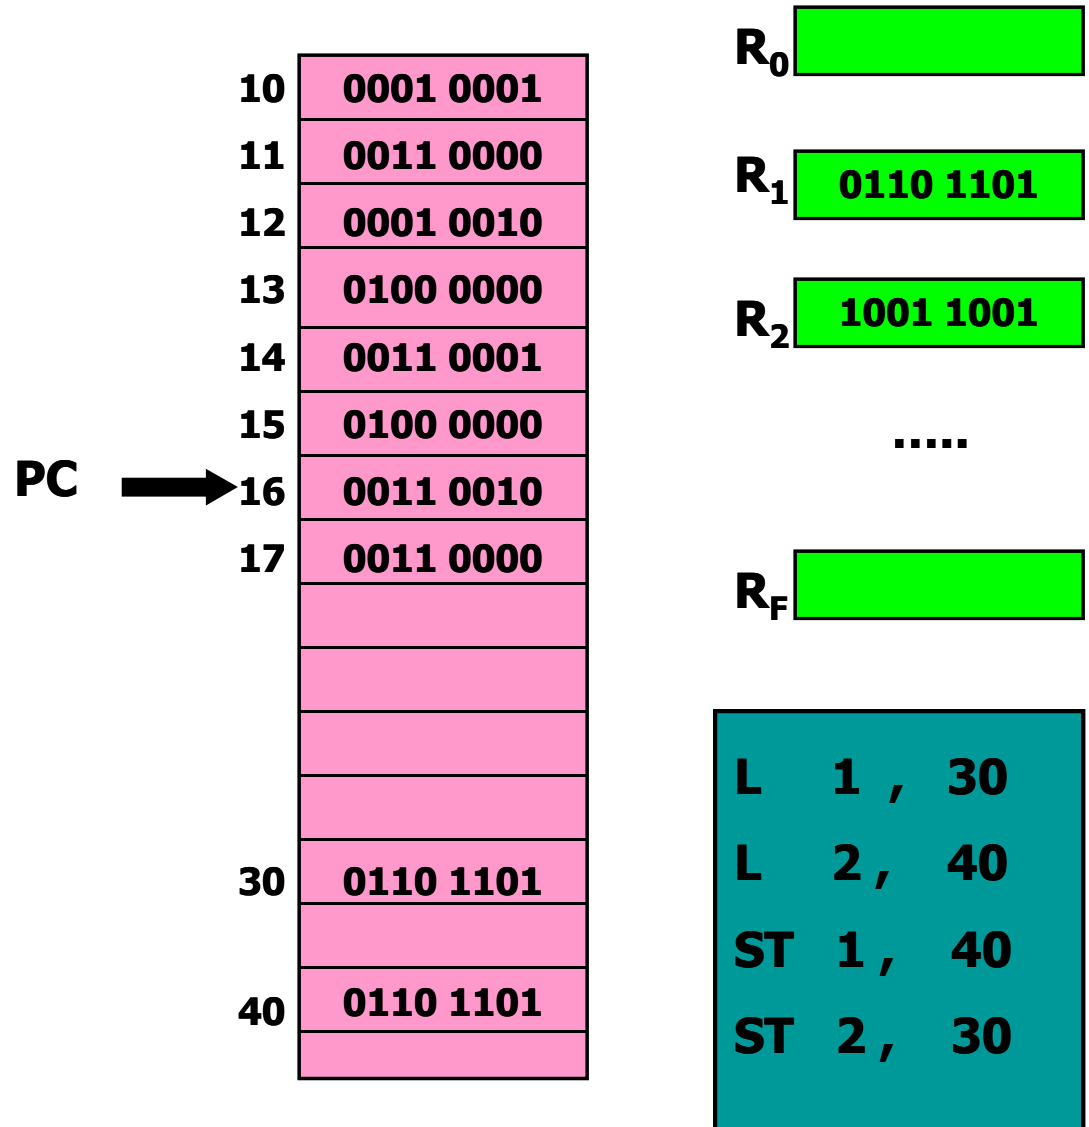 R0
10 0001 0001
11 0011 0000
R1 0110 1101
12 0001 0010
13 0100 0000
R2 1001 1001
14 0011 0001
15 0100 0000
.....
PC
16 0011 0010
17 0011 0000
RF
L 1 , 30
L 2 , 40
30 0110 1101
ST 1 , 40
40 0110 1101
ST 2 , 30